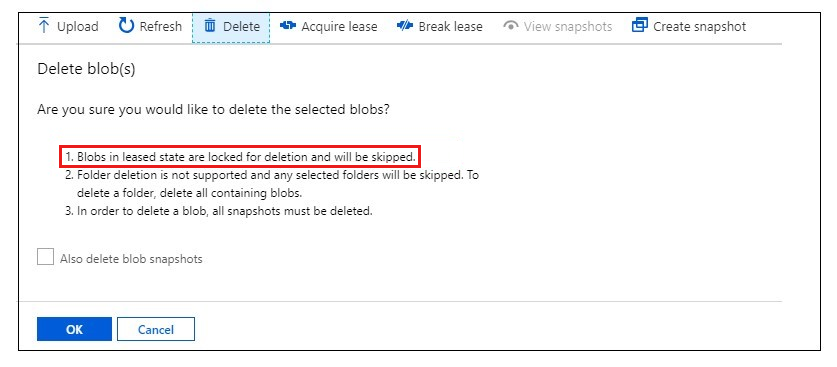 Upload Refresh Delete Acquire lease Break lease View snapshots Create snapshot
Delete blob(s)
Are you sure you would like to delete the selected blobs?
1. Blobs in leased state are locked for deletion and will be skipped.
2. Folder deletion is not supported and any selected folders will be skipped. To
delete a folder, delete all containing blobs.
3. In order to delete a blob, all snapshots must be deleted.
Also delete blob snapshots
OK Cancel